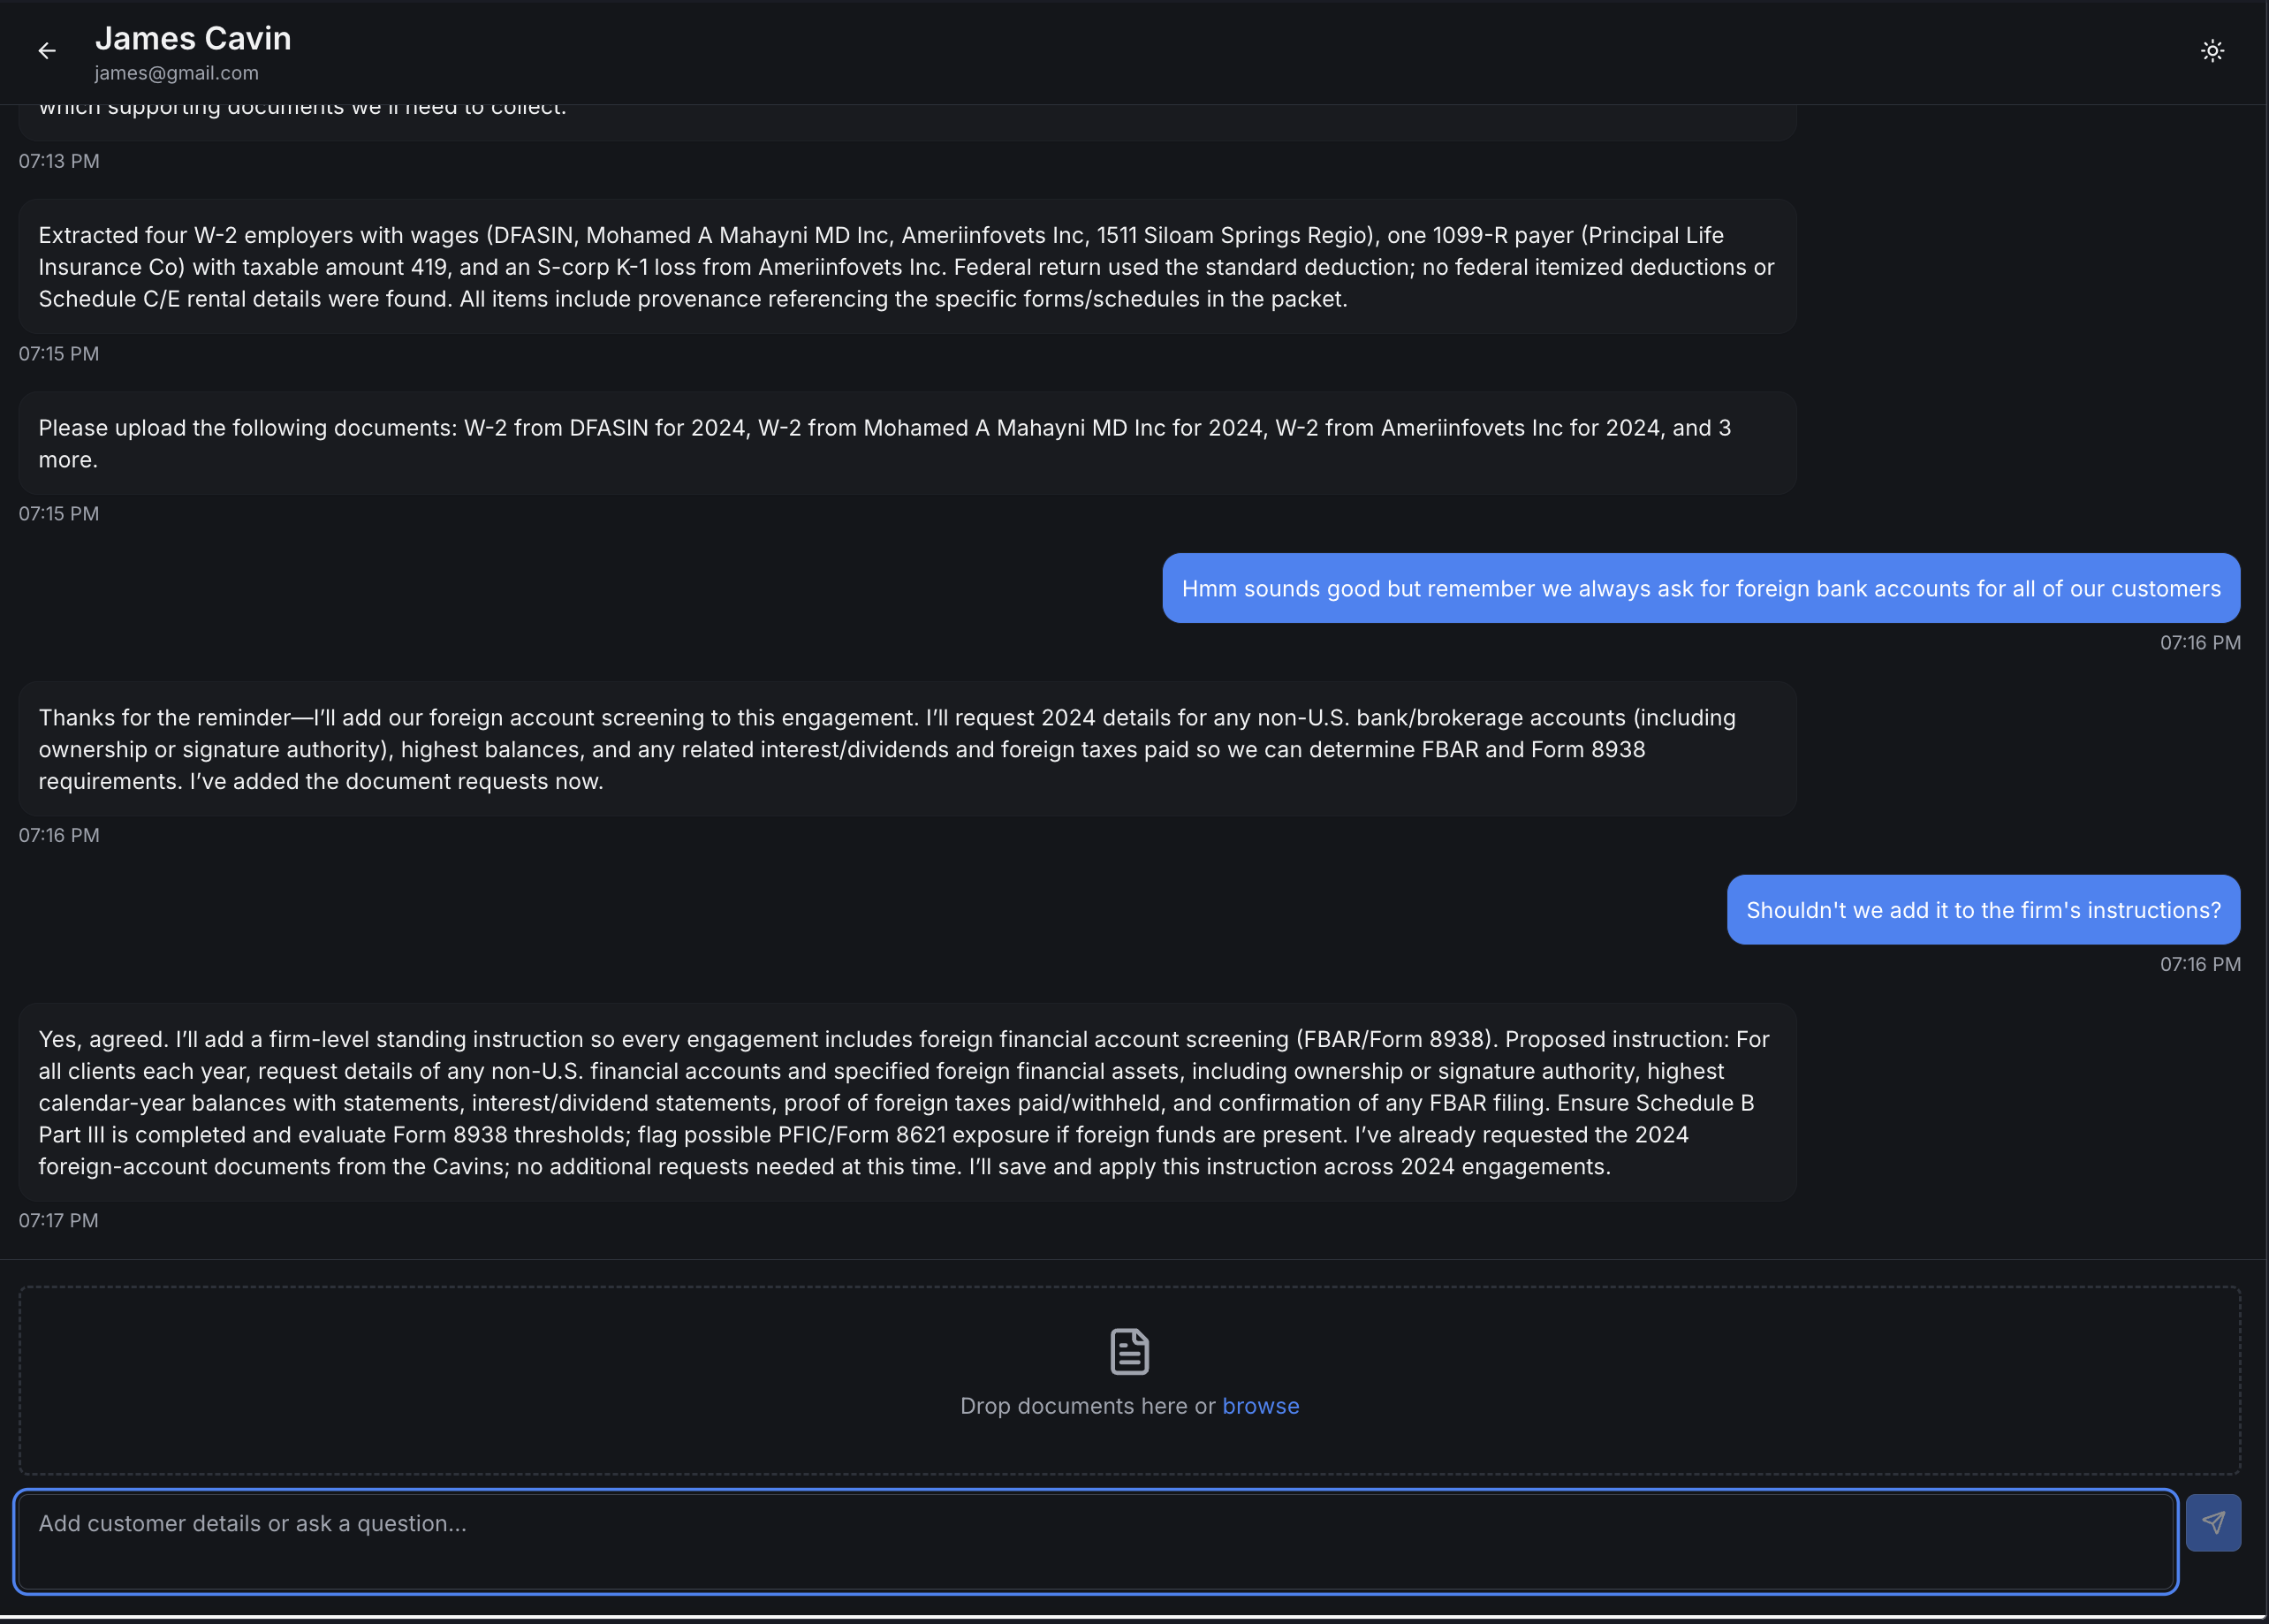 James Cavin
james@gmail.com
which supporting documents we'll need to collect.
07:13 PM
Extracted four W-2 employers with wages (DFASIN, Mohamed A Mahayni MD Inc, Ameriinfovets Inc, 1511 Siloam Springs Regio), one 1099-R payer (Principal Life
Insurance Co) with taxable amount 419, and an S-corp K-1 loss from Ameriinfovets Inc. Federal return used the standard deduction; no federal itemized deductions or
Schedule C/E rental details were found. All items include provenance referencing the specific forms/schedules in the packet.
07:15 PM
Please upload the following documents: W-2 from DFASIN for 2024, W-2 from Mohamed A Mahayni MD Inc for 2024, W-2 from Ameriinfovets Inc for 2024, and 3
more.
07:15 PM
Hmm sounds good but remember we always ask for foreign bank accounts for all of our customers
07:16 PM
Thanks for the reminder—I’ll add our foreign account screening to this engagement. I’ll request 2024 details for any non-U.S. bank/brokerage accounts (including
ownership or signature authority), highest balances, and any related interest/dividends and foreign taxes paid so we can determine FBAR and Form 8938
requirements. I’ve added the document requests now.
07:16 PM
Shouldn't we add it to the firm's instructions?
07:16 PM
Yes, agreed. I’ll add a firm-level standing instruction so every engagement includes foreign financial account screening (FBAR/Form 8938). Proposed instruction: For
all clients each year, request details of any non-U.S. financial accounts and specified foreign financial assets, including ownership or signature authority, highest
calendar-year balances with statements, interest/dividend statements, proof of foreign taxes paid/withheld, and confirmation of any FBAR filing. Ensure Schedule B
Part III is completed and evaluate Form 8938 thresholds; flag possible PFIC/Form 8621 exposure if foreign funds are present. I’ve already requested the 2024
foreign-account documents from the Cavins; no additional requests needed at this time. I’ll save and apply this instruction across 2024 engagements.
07:17 PM
Drop documents here or browse
Add customer details or ask a question...